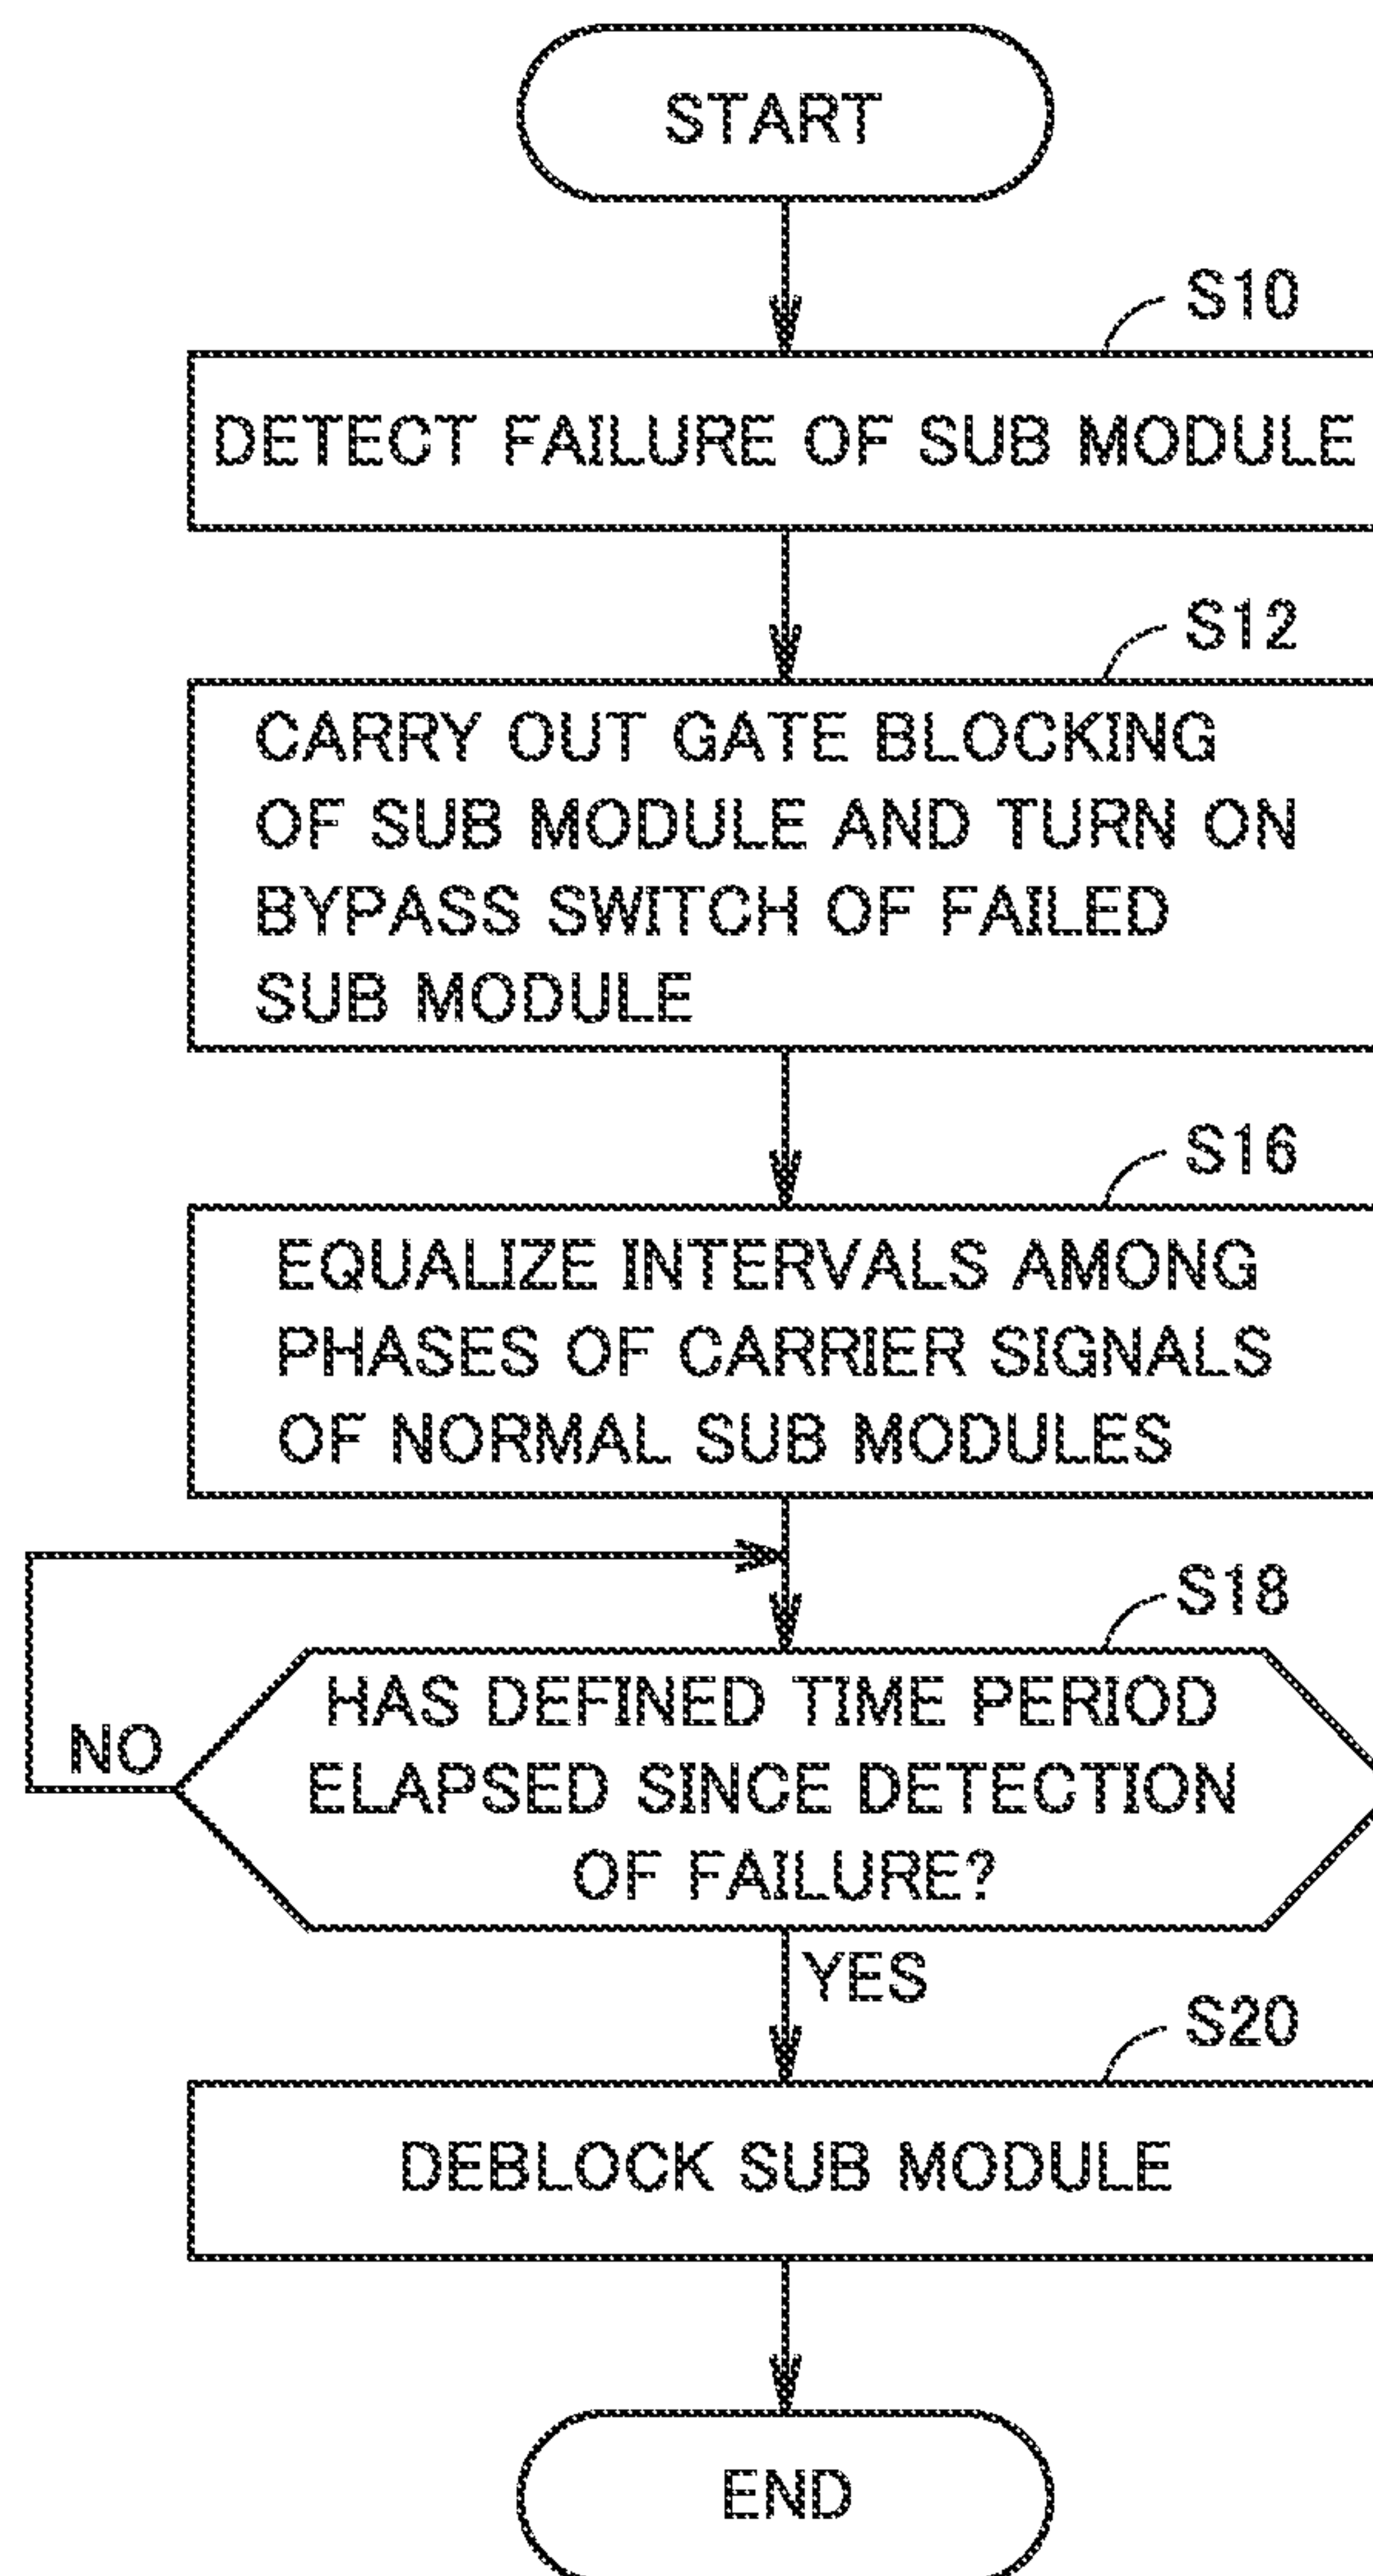 START
S10
DETECT FAILURE OF SUB MODULE
S12
CARRY OUT GATE BLOCKING
OF SUB MODULE AND TURN ON
BYPASS SWITCH OF FAILED
SUB MODULE
S16
EQUALIZE INTERVALS AMONG
PHASES OF CARRIER SIGNALS
OF NORMAL SUB MODULES
S18
HAS DEFINED TIME PERIOD
ELAPSED SINCE DETECTION
OF FAILURE?
NO
YES
S20
DEBLOCK SUB MODULE
END